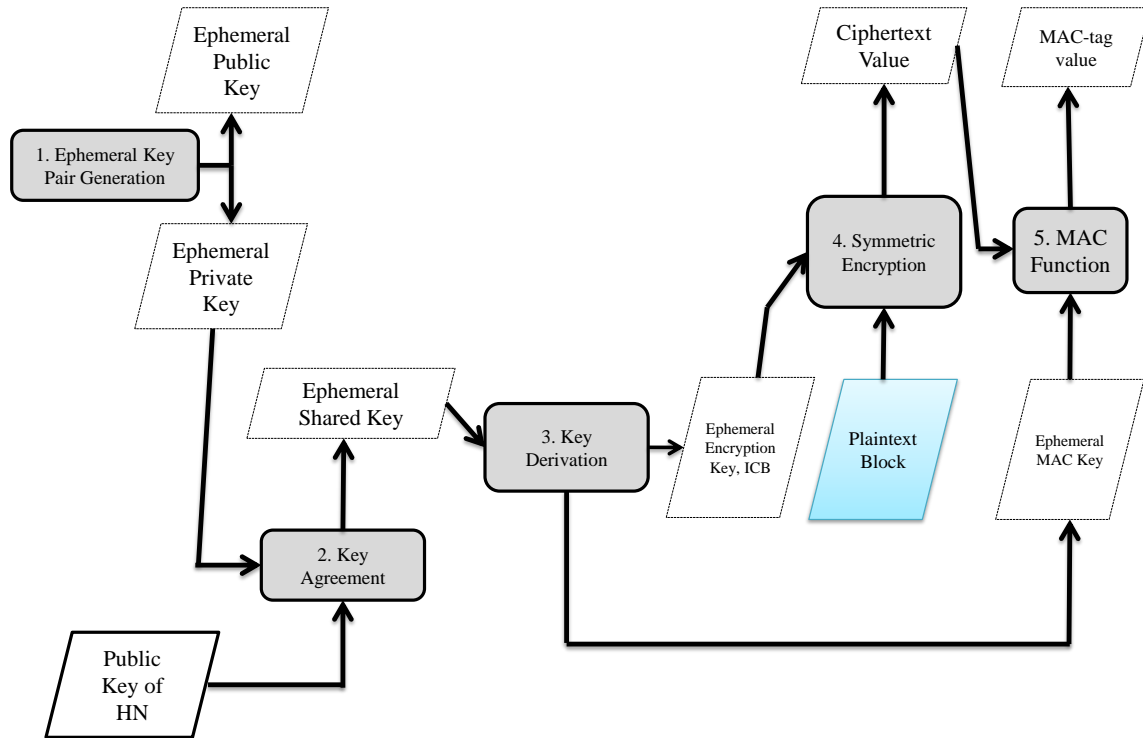 Ephemeral
Public
Key
1. Ephemeral Key
Pair Generation
Ephemeral
Private
Key
Ephemeral
Shared Key
2. Key
Agreement
Public
Key of
HN
3. Key
Derivation
Ephemeral
Encryption
Key, ICB
Plaintext
Block
4. Symmetric
Encryption
Ciphertext
Value
MAC-tag
value
5. MAC
Function
Ephemeral
MAC Key